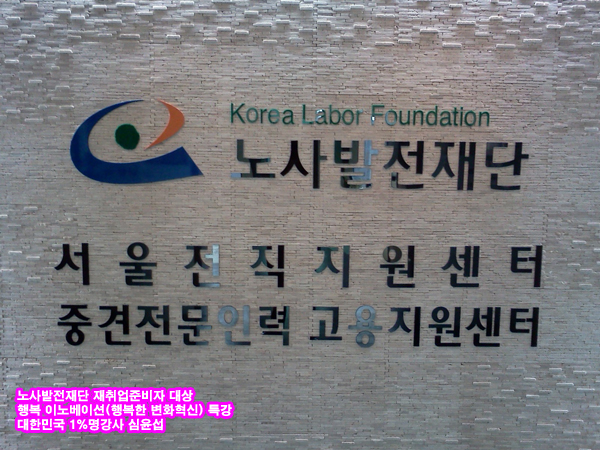 Korea Labor Foundation
노사발전재단
서울전직지원센터
중견전문인력 고용지원센터
노사발전재단 재취업준비자 대상
행복 이노베이션(행복한 변화혁신) 특강
대한민국 1%명강사 심윤섭